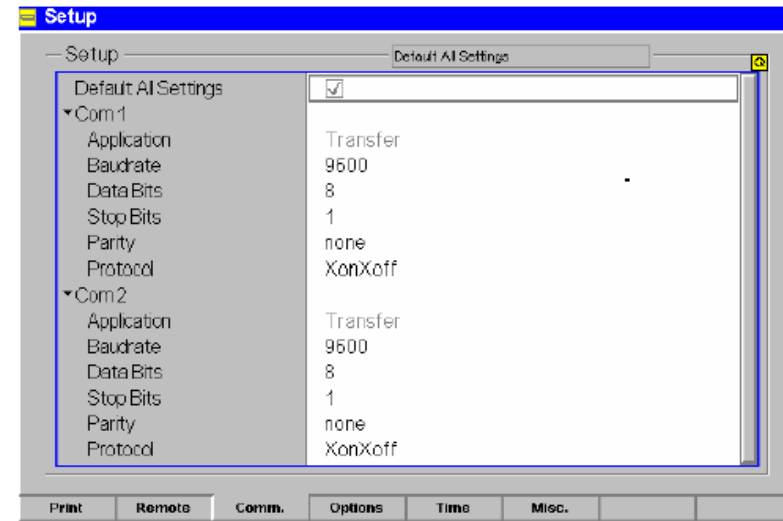 Setup
Setup Default All Settings
Default All Settings
Com 1
Application Transfer
Baudrate 9600
Data Bits 8
Stop Bits 1
Parity none
Protocol XonXoff
Com 2
Application Transfer
Baudrate 9600
Data Bits 8
Stop Bits 1
Parity none
Protocol XonXoff
Print Remote Comm. Options Time Misc.